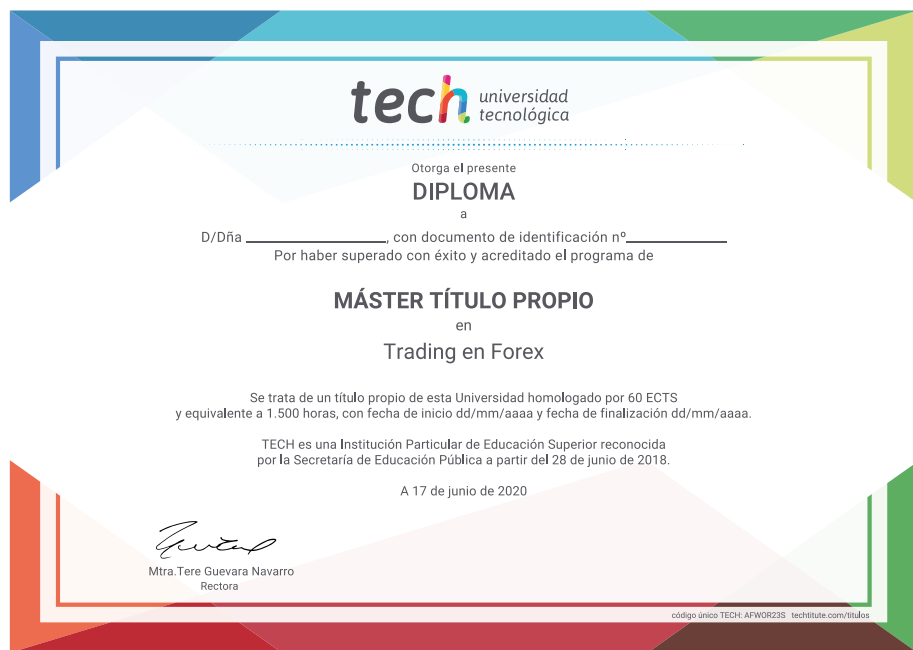 tech universidad
tecnológica
Otorga el presente
DIPLOMA
a
D/Dña ________________, con documento de identificación nº____________
Por haber superado con éxito y acreditado el programa de
MÁSTER TÍTULO PROPIO
en
Trading en Forex
Se trata de un título propio de esta Universidad homologado por 60 ECTS
y equivalente a 1.500 horas, con fecha de inicio dd/mm/aaaa y fecha de finalización dd/mm/aaaa.
TECH es una Institución Particular de Educación Superior reconocida
por la Secretaría de Educación Pública a partir del 28 de junio de 2018.
A 17 de junio de 2020
Mtra.Tere Guevara Navarro
Rectora
código único TECH: AFWOR23S techtitute.com/titulos